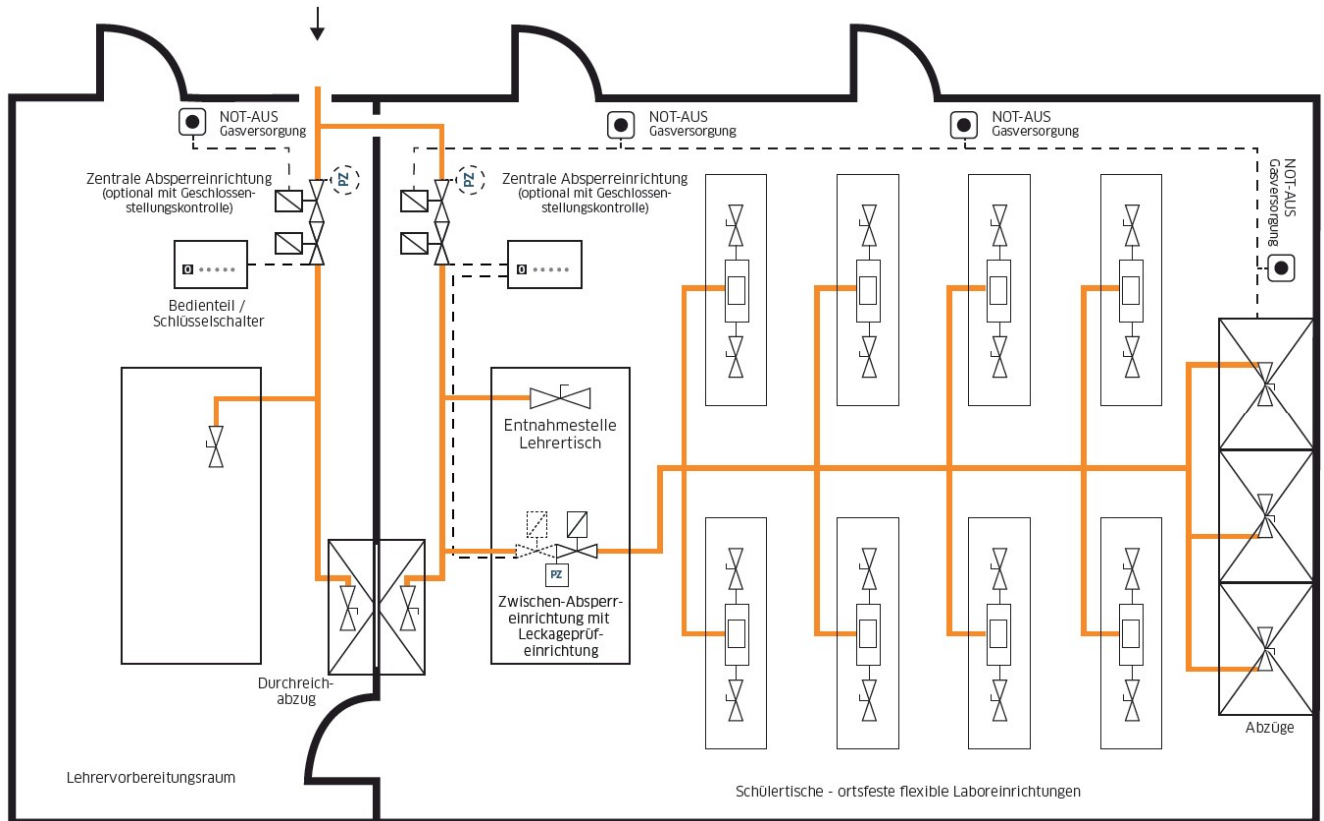 NOT-AUS
Gasversorgung
NOT-AUS
Gasversorgung
NOT-AUS
Gasversorgung
NOT-AUS
Gasversorgung
Zentrale Absperreinrichtung
(optional mit Geschlossen-
stellungskontrolle)
PZ
Zentrale Absperreinrichtung
(optional mit Geschlossen-
stellungskontrolle)
PZ
0
Bedienteil /
Schlüsselschalter
0
Entnahmestelle
Lehrertisch
PZ
Zwischen-Absperr-
einrichtung mit
Leckageprüf-
einrichtung
Durchreich-
abzug
Abzüge
Lehrervorbereitungsraum
Schülertische - ortsfeste flexible Laboreinrichtungen